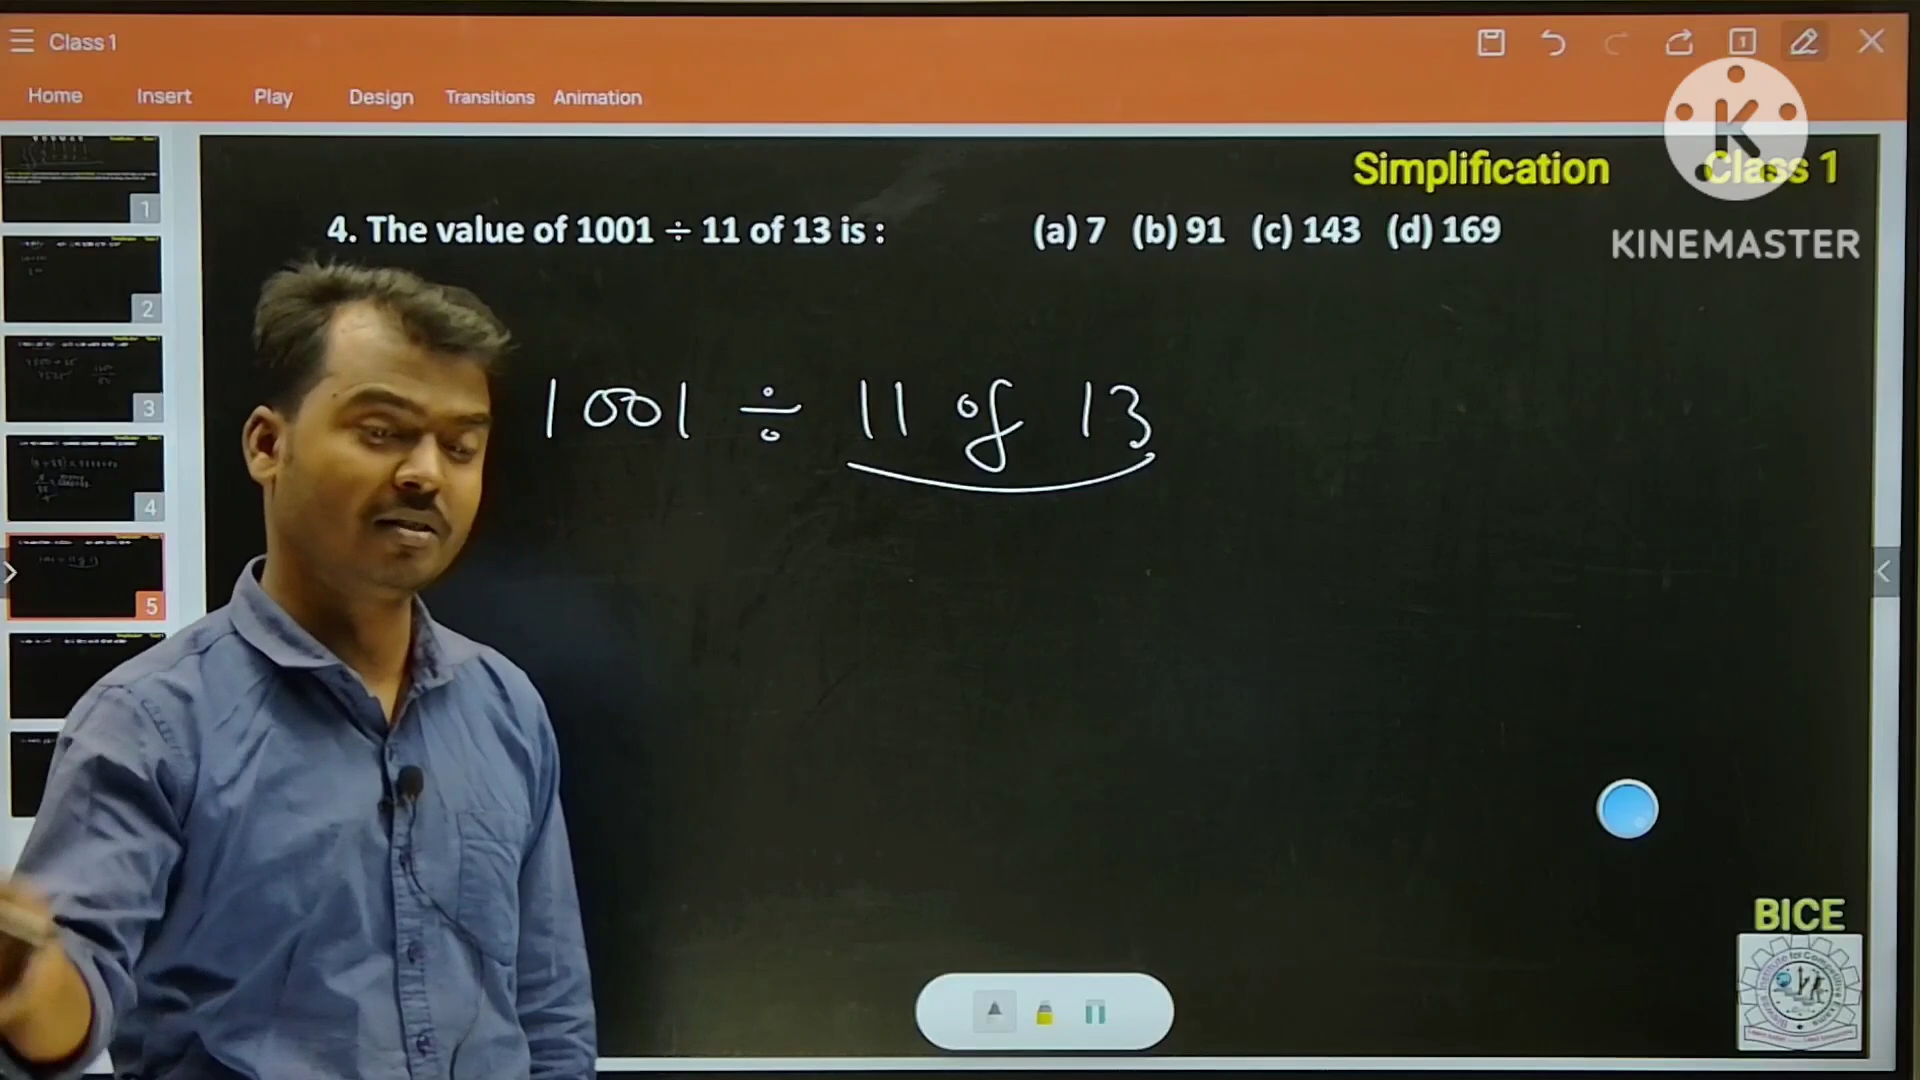 Class 1
Home Insert Play Design Transitions Animation
Simplification Class 1
KINEMASTER
4. The value of 1001 ÷ 11 of 13 is : (a) 7 (b) 91 (c) 143 (d) 169
1001 ÷ 11 of 13
1
2
3
4
5
BICE